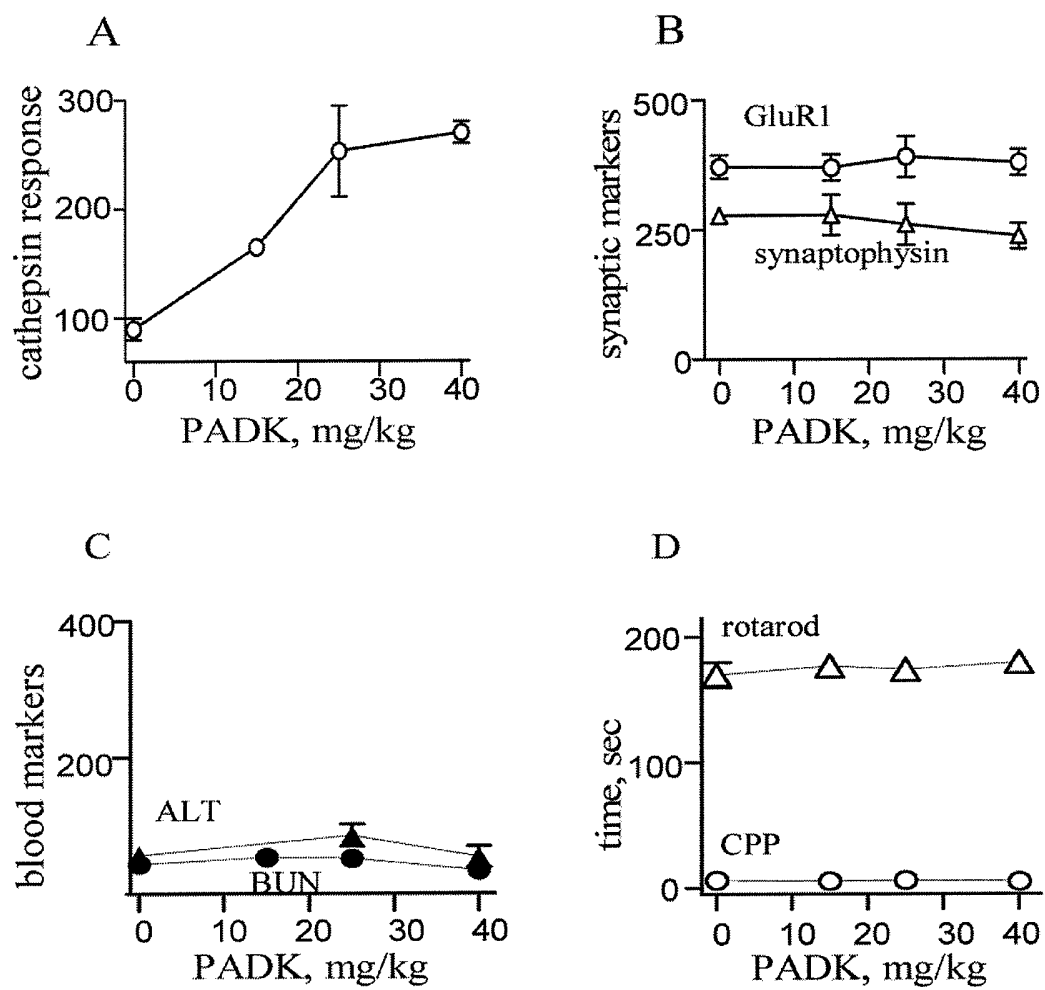 A
cathepsin response
300
200
100
0 10 20 30 40
PADK, mg/kg
B
synaptic markers
500
250
0
GluR1
synaptophysin
0 10 20 30 40
PADK, mg/kg
C
blood markers
400
200
ALT
BUN
0 10 20 30 40
PADK, mg/kg
D
time, sec
200
100
0
rotarod
CPP
0 10 20 30 40
PADK, mg/kg